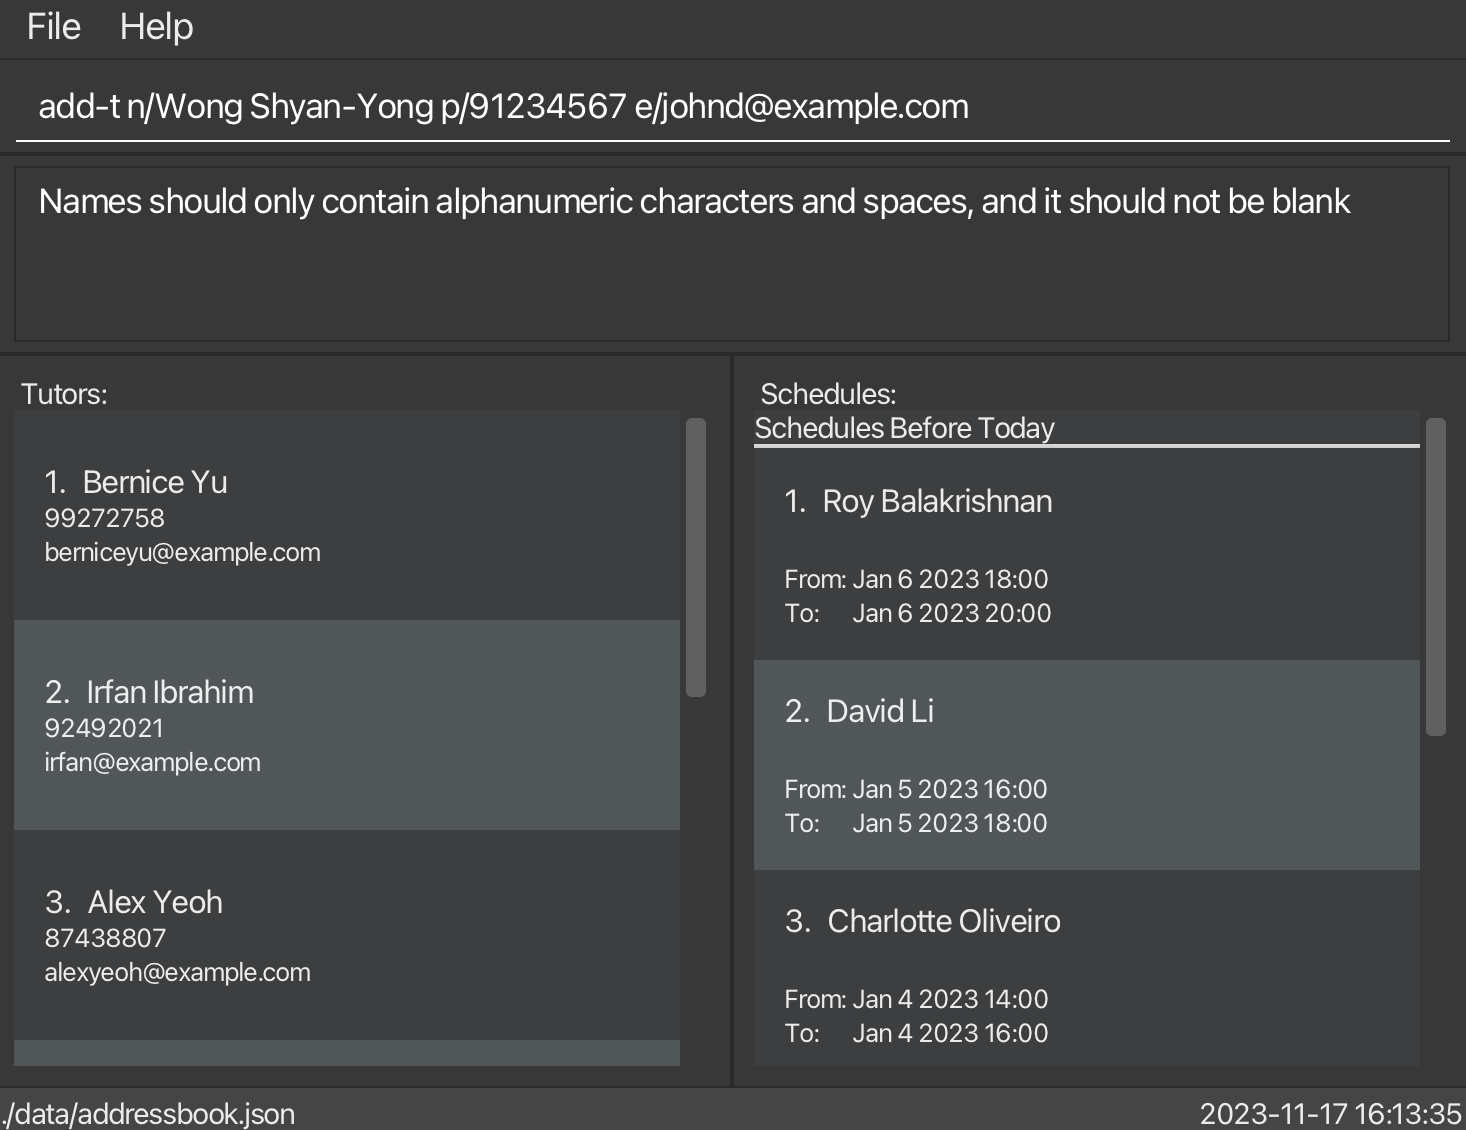 File Help
add-t n/Wong Shyan-Yong p/91234567 e/johnd@example.com
Names should only contain alphanumeric characters and spaces, and it should not be blank
Tutors:
1. Bernice Yu
99272758
berniceyu@example.com
2. Irfan Ibrahim
92492021
irfan@example.com
3. Alex Yeoh
87438807
alexyeoh@example.com
Schedules:
Schedules Before Today
1. Roy Balakrishnan
From: Jan 6 2023 18:00
To: Jan 6 2023 20:00
2. David Li
From: Jan 5 2023 16:00
To: Jan 5 2023 18:00
3. Charlotte Oliveiro
From: Jan 4 2023 14:00
To: Jan 4 2023 16:00
./data/addressbook.json
2023-11-17 16:13:35